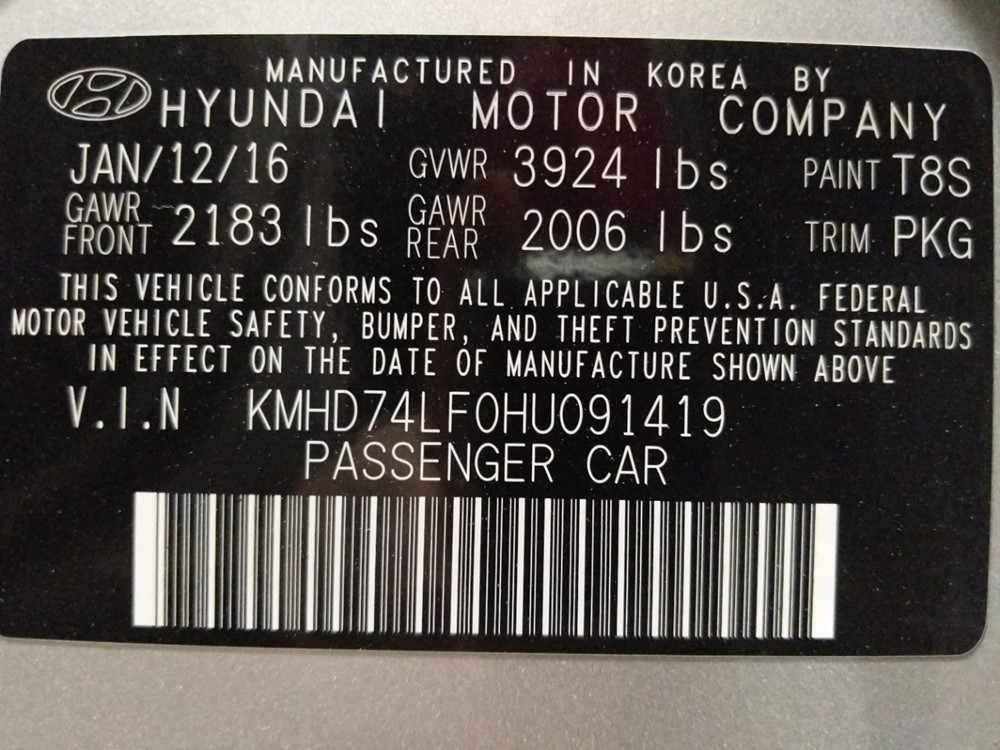 MANUFACTURED IN KOREA BY
HYUNDAI MOTOR COMPANY
JAN/12/16 GVWR 3924 lbs PAINT T8S
GAWR FRONT 2183 lbs GAWR REAR 2006 lbs TRIM PKG
THIS VEHICLE CONFORMS TO ALL APPLICABLE U.S.A. FEDERAL
MOTOR VEHICLE SAFETY, BUMPER, AND THEFT PREVENTION STANDARDS
IN EFFECT ON THE DATE OF MANUFACTURE SHOWN ABOVE
V.I.N KMHD74LF0HU091419
PASSENGER CAR